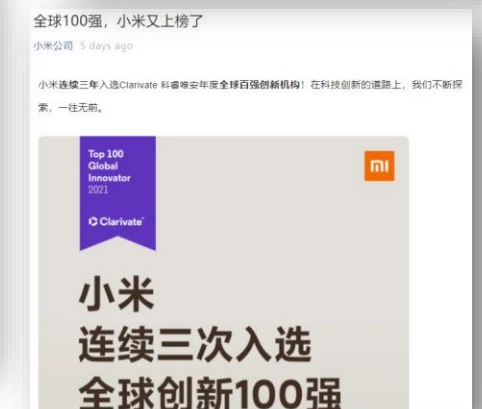 全球100强，小米又上榜了
小米公司 5 days ago
小米连续三年入选Clarivate 科睿唯安年度全球百强创新机构！在科技创新的道路上，我们不断探
索，一往无前。
Top 100
Global
Innovator
2021
Clarivate™
小米
连续三次入选
全球创新100强